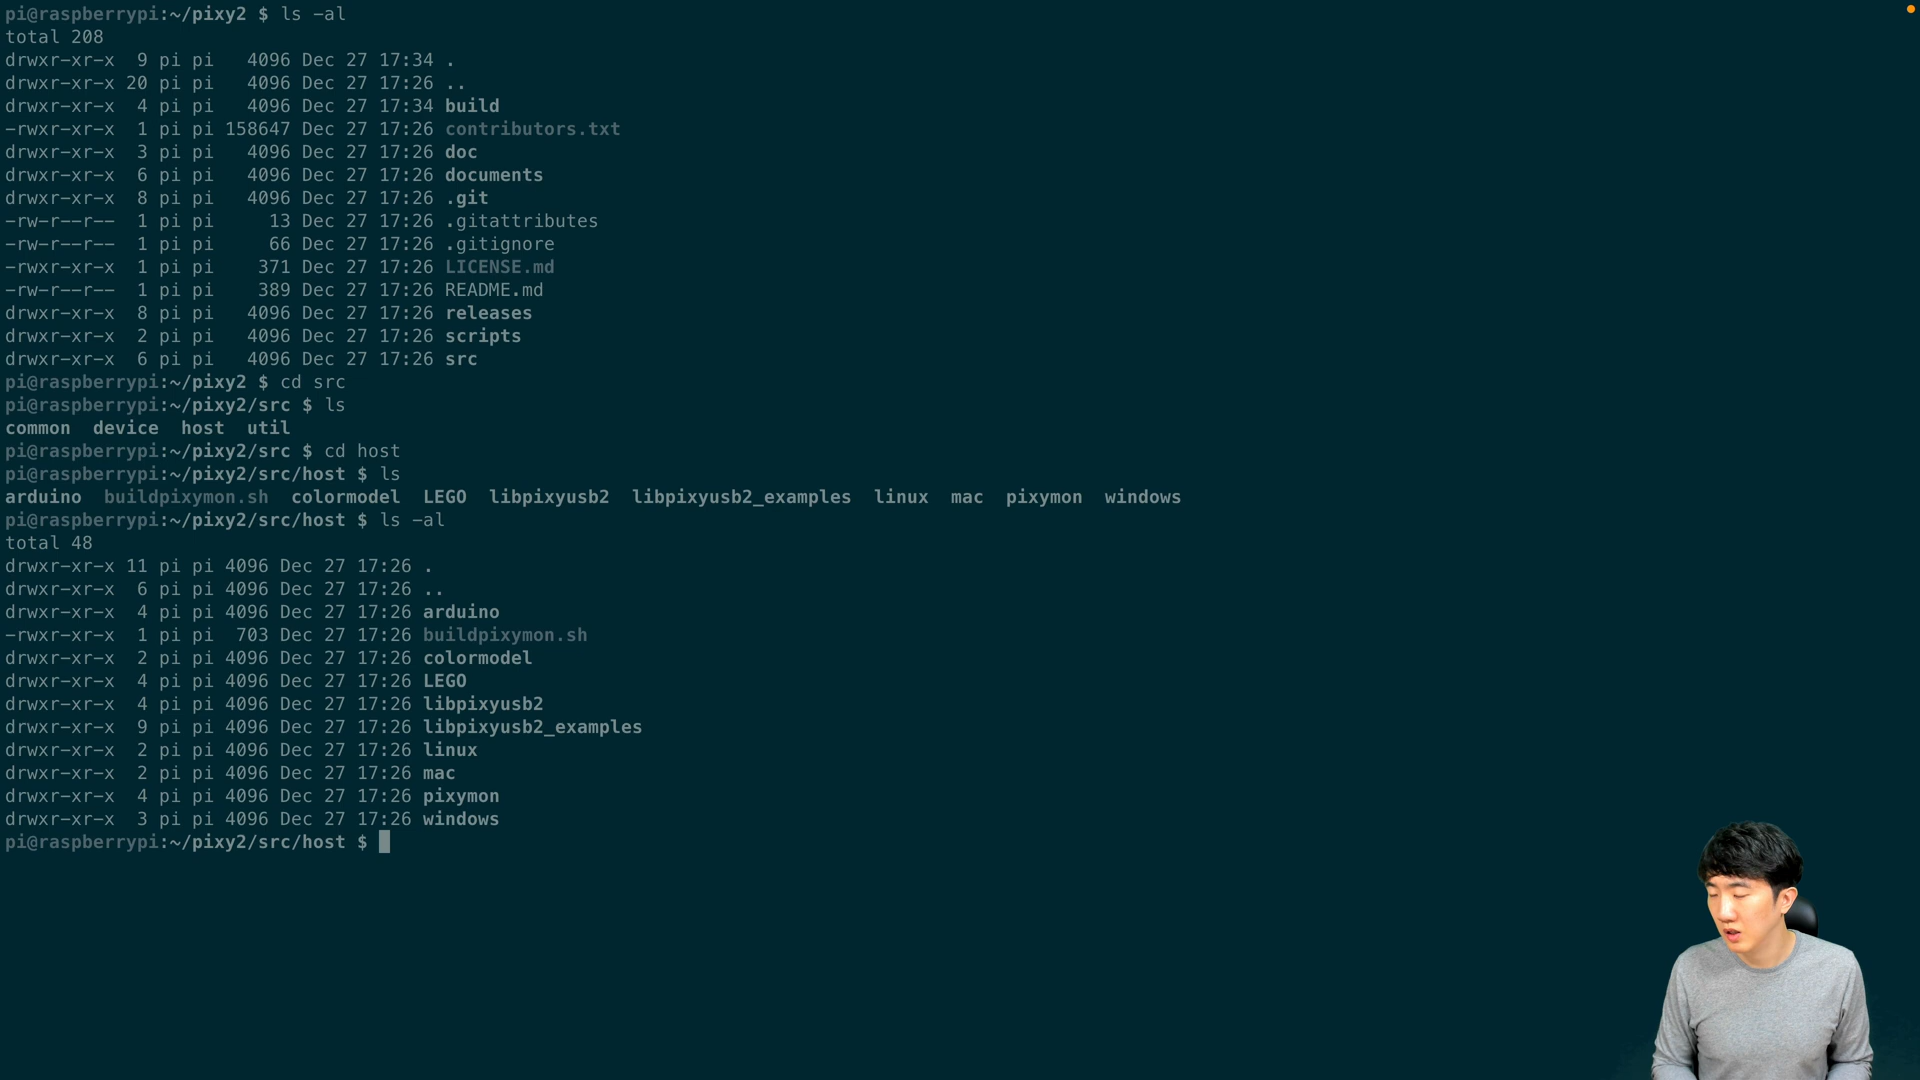 pi@raspberrypi:~/pixy2 $ ls -al
total 208
drwxr-xr-x  9 pi pi   4096 Dec 27 17:34 .
drwxr-xr-x 20 pi pi   4096 Dec 27 17:26 ..
drwxr-xr-x  4 pi pi   4096 Dec 27 17:34 build
-rwxr-xr-x  1 pi pi 158647 Dec 27 17:26 contributors.txt
drwxr-xr-x  3 pi pi   4096 Dec 27 17:26 doc
drwxr-xr-x  6 pi pi   4096 Dec 27 17:26 documents
drwxr-xr-x  8 pi pi   4096 Dec 27 17:26 .git
-rw-r--r--  1 pi pi     13 Dec 27 17:26 .gitattributes
-rw-r--r--  1 pi pi     66 Dec 27 17:26 .gitignore
-rwxr-xr-x  1 pi pi    371 Dec 27 17:26 LICENSE.md
-rw-r--r--  1 pi pi    389 Dec 27 17:26 README.md
drwxr-xr-x  8 pi pi   4096 Dec 27 17:26 releases
drwxr-xr-x  2 pi pi   4096 Dec 27 17:26 scripts
drwxr-xr-x  6 pi pi   4096 Dec 27 17:26 src
pi@raspberrypi:~/pixy2 $ cd src
pi@raspberrypi:~/pixy2/src $ ls
common  device  host  util
pi@raspberrypi:~/pixy2/src $ cd host
pi@raspberrypi:~/pixy2/src/host $ ls
arduino  buildpixymon.sh  colormodel  LEGO  libpixyusb2  libpixyusb2_examples  linux  mac  pixymon  windows
pi@raspberrypi:~/pixy2/src/host $ ls -al
total 48
drwxr-xr-x 11 pi pi 4096 Dec 27 17:26 .
drwxr-xr-x  6 pi pi 4096 Dec 27 17:26 ..
drwxr-xr-x  4 pi pi 4096 Dec 27 17:26 arduino
-rwxr-xr-x  1 pi pi  703 Dec 27 17:26 buildpixymon.sh
drwxr-xr-x  2 pi pi 4096 Dec 27 17:26 colormodel
drwxr-xr-x  4 pi pi 4096 Dec 27 17:26 LEGO
drwxr-xr-x  4 pi pi 4096 Dec 27 17:26 libpixyusb2
drwxr-xr-x  9 pi pi 4096 Dec 27 17:26 libpixyusb2_examples
drwxr-xr-x  2 pi pi 4096 Dec 27 17:26 linux
drwxr-xr-x  2 pi pi 4096 Dec 27 17:26 mac
drwxr-xr-x  4 pi pi 4096 Dec 27 17:26 pixymon
drwxr-xr-x  3 pi pi 4096 Dec 27 17:26 windows
pi@raspberrypi:~/pixy2/src/host $